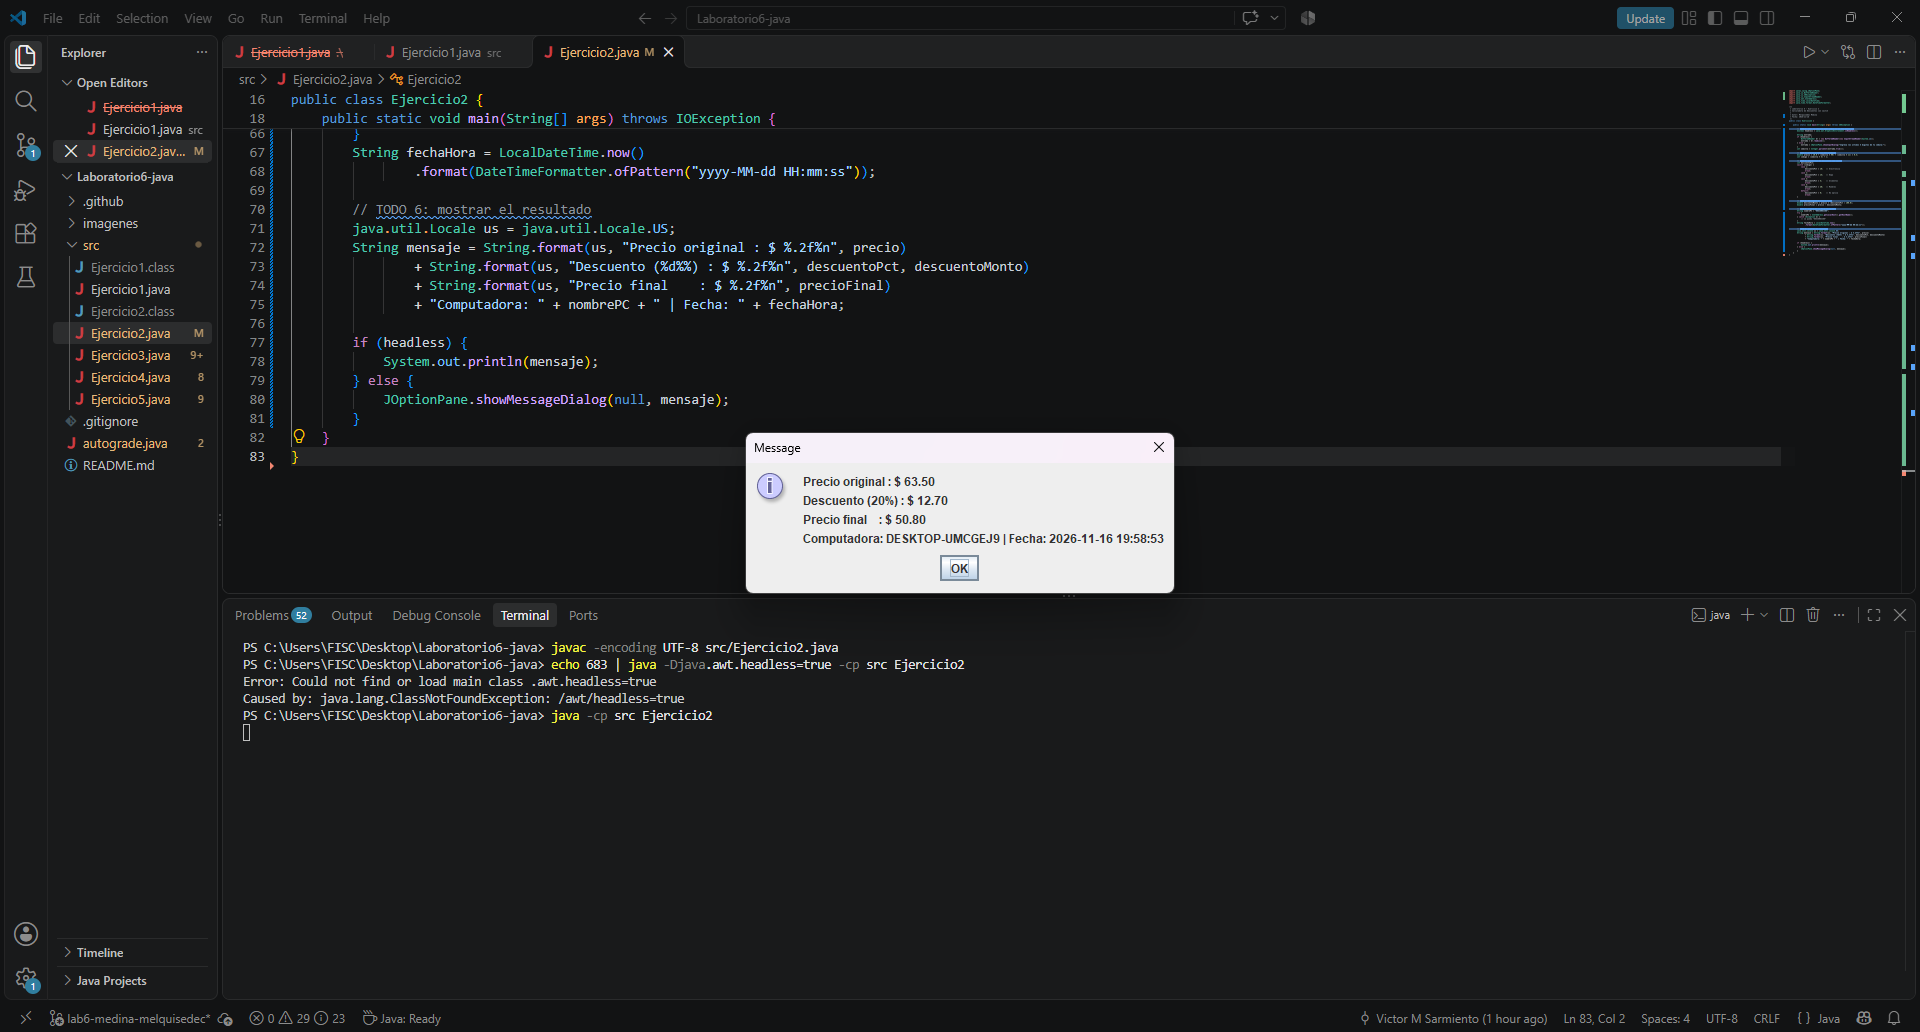 File Edit Selection View Go Run Terminal Help
Laboratorio6-java
Update
Explorer
Open Editors
Ejercicio1.java
Ejercicio1.java src
Ejercicio2.jav... M
Laboratorio6-java
.github
imagenes
src
Ejercicio1.class
Ejercicio1.java
Ejercicio2.class
Ejercicio2.java M
Ejercicio3.java 9+
Ejercicio4.java 8
Ejercicio5.java 9
.gitignore
autograde.java 2
README.md
Timeline
Java Projects
Ejercicio1.java
Ejercicio1.java src
Ejercicio2.java M
src > Ejercicio2.java > Ejercicio2
16 public class Ejercicio2 {
18 public static void main(String[] args) throws IOException {
66 }
67 String fechaHora = LocalDateTime.now()
68 .format(DateTimeFormatter.ofPattern("yyyy-MM-dd HH:mm:ss"));
69
70 // TODO 6: mostrar el resultado
71 java.util.Locale us = java.util.Locale.US;
72 String mensaje = String.format(us, "Precio original : $ %.2f%n", precio)
73 + String.format(us, "Descuento (%d%%) : $ %.2f%n", descuentoPct, descuentoMonto)
74 + String.format(us, "Precio final    : $ %.2f%n", precioFinal)
75 + "Computadora: " + nombrePC + " | Fecha: " + fechaHora;
76
77 if (headless) {
78 System.out.println(mensaje);
79 } else {
80 JOptionPane.showMessageDialog(null, mensaje);
81 }
82 }
83 }
Message
Precio original : $ 63.50
Descuento (20%) : $ 12.70
Precio final    : $ 50.80
Computadora: DESKTOP-UMCGEJ9 | Fecha: 2026-11-16 19:58:53
OK
Problems 52 Output Debug Console Terminal Ports
java
PS C:\Users\FISC\Desktop\Laboratorio6-java> javac -encoding UTF-8 src/Ejercicio2.java
PS C:\Users\FISC\Desktop\Laboratorio6-java> echo 683 | java -Djava.awt.headless=true -cp src Ejercicio2
Error: Could not find or load main class .awt.headless=true
Caused by: java.lang.ClassNotFoundException: /awt/headless=true
PS C:\Users\FISC\Desktop\Laboratorio6-java> java -cp src Ejercicio2
1
1
lab6-medina-melquisedec* 0 29 23 Java: Ready
Victor M Sarmiento (1 hour ago) Ln 83, Col 2 Spaces: 4 UTF-8 CRLF { } Java